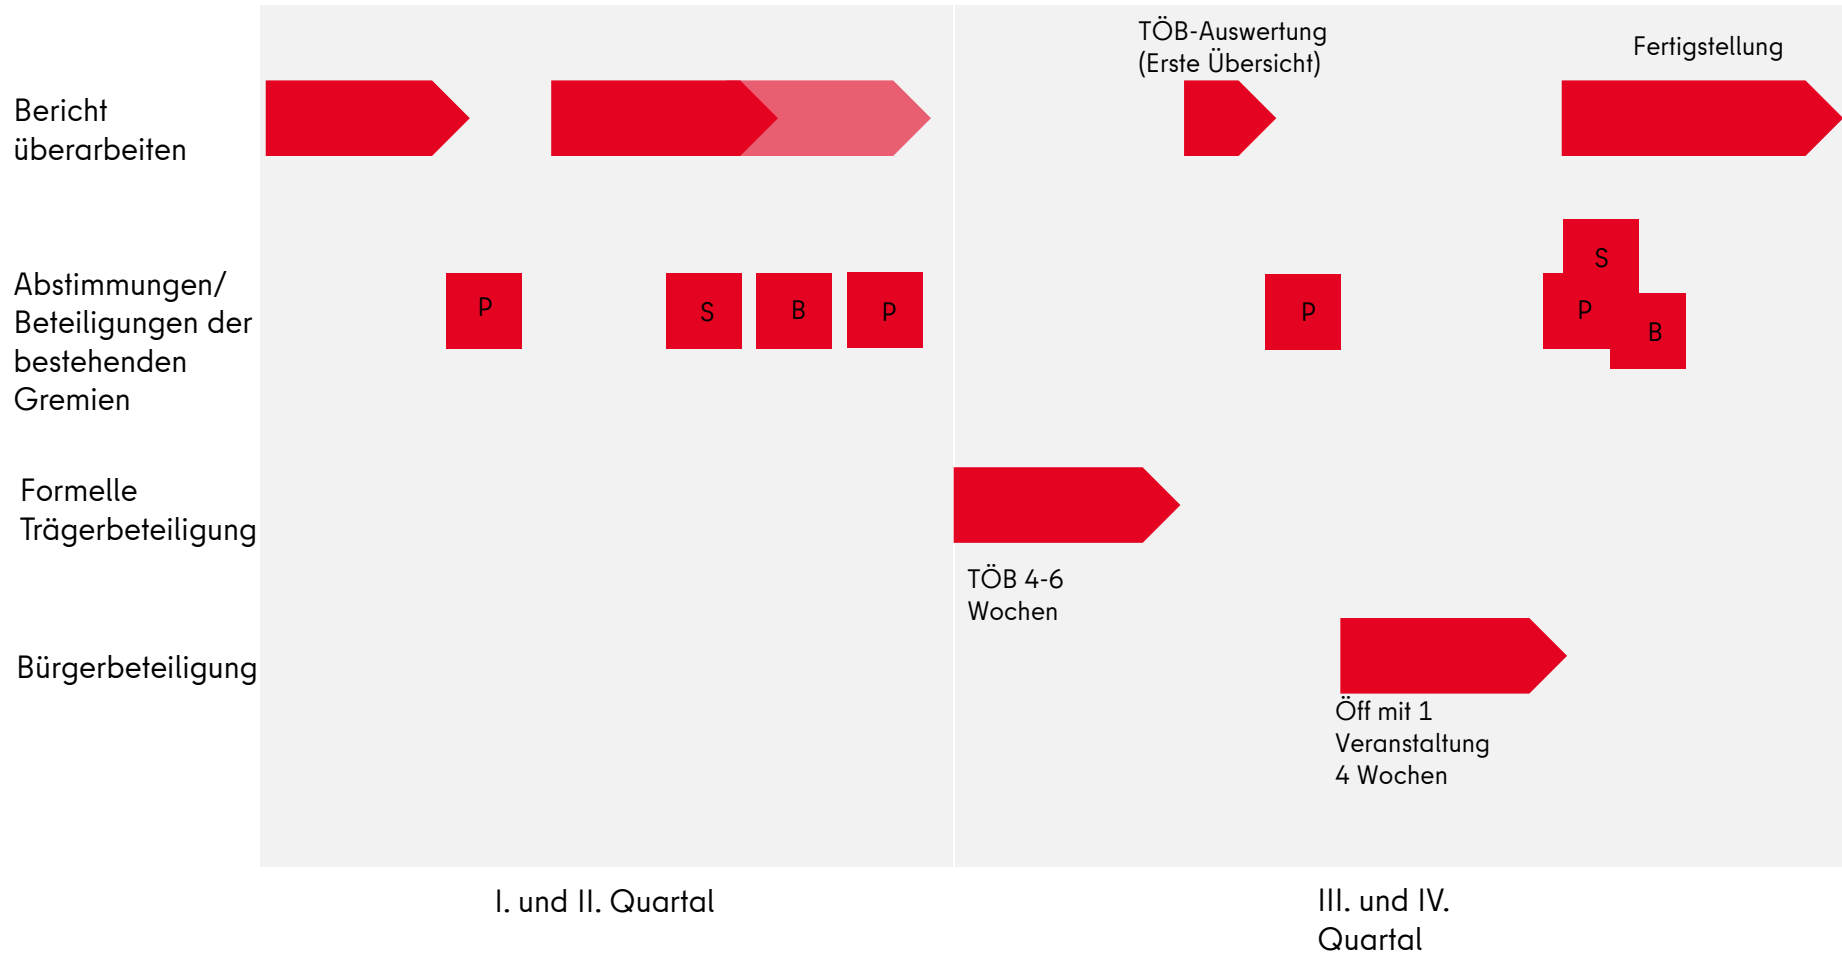 TÖB-Auswertung
(Erste Übersicht)
Fertigstellung
Bericht
überarbeiten
Abstimmungen/
Beteiligungen der
bestehenden
Gremien
P
S
B
P
P
S
P
B
Formelle
Trägerbeteiligung
TÖB 4-6
Wochen
Bürgerbeteiligung
Öff mit 1
Veranstaltung
4 Wochen
I. und II. Quartal
III. und IV.
Quartal